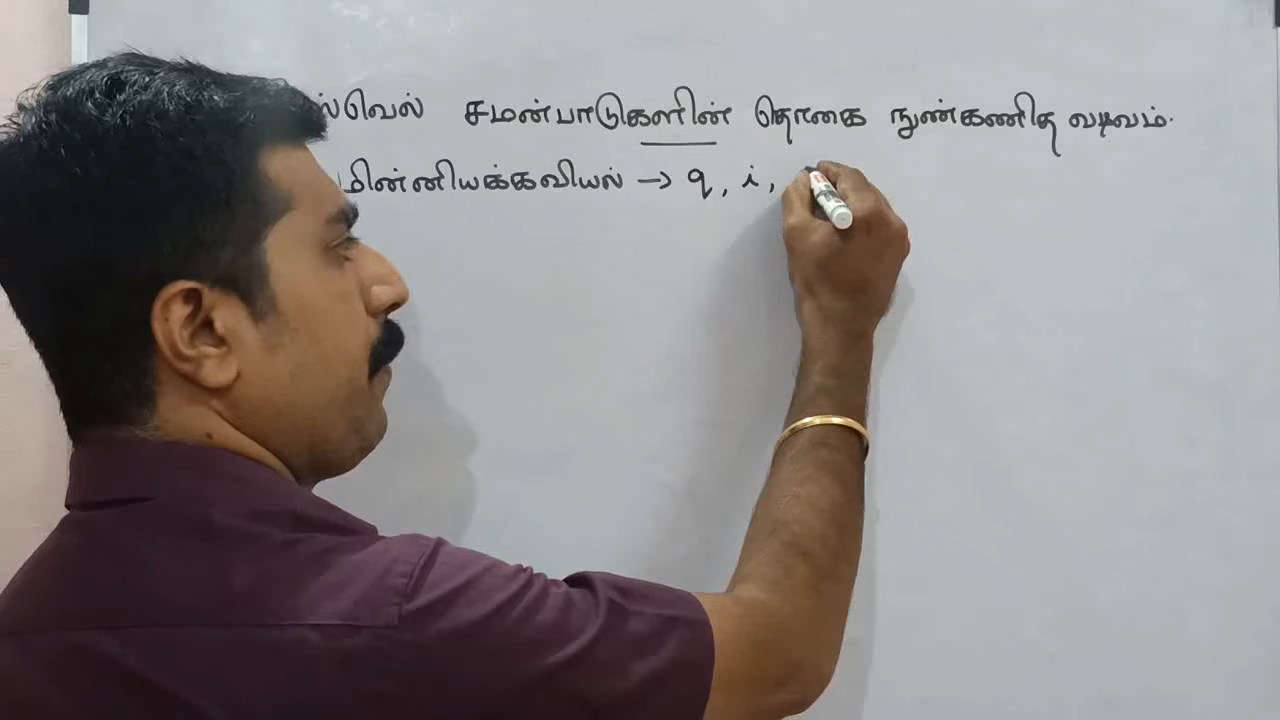 ஸ்வெல் சமன்பாடுகளின் தொகை நுண்கணித வடிவம்.
மின்னியக்கவியல் → q, i,